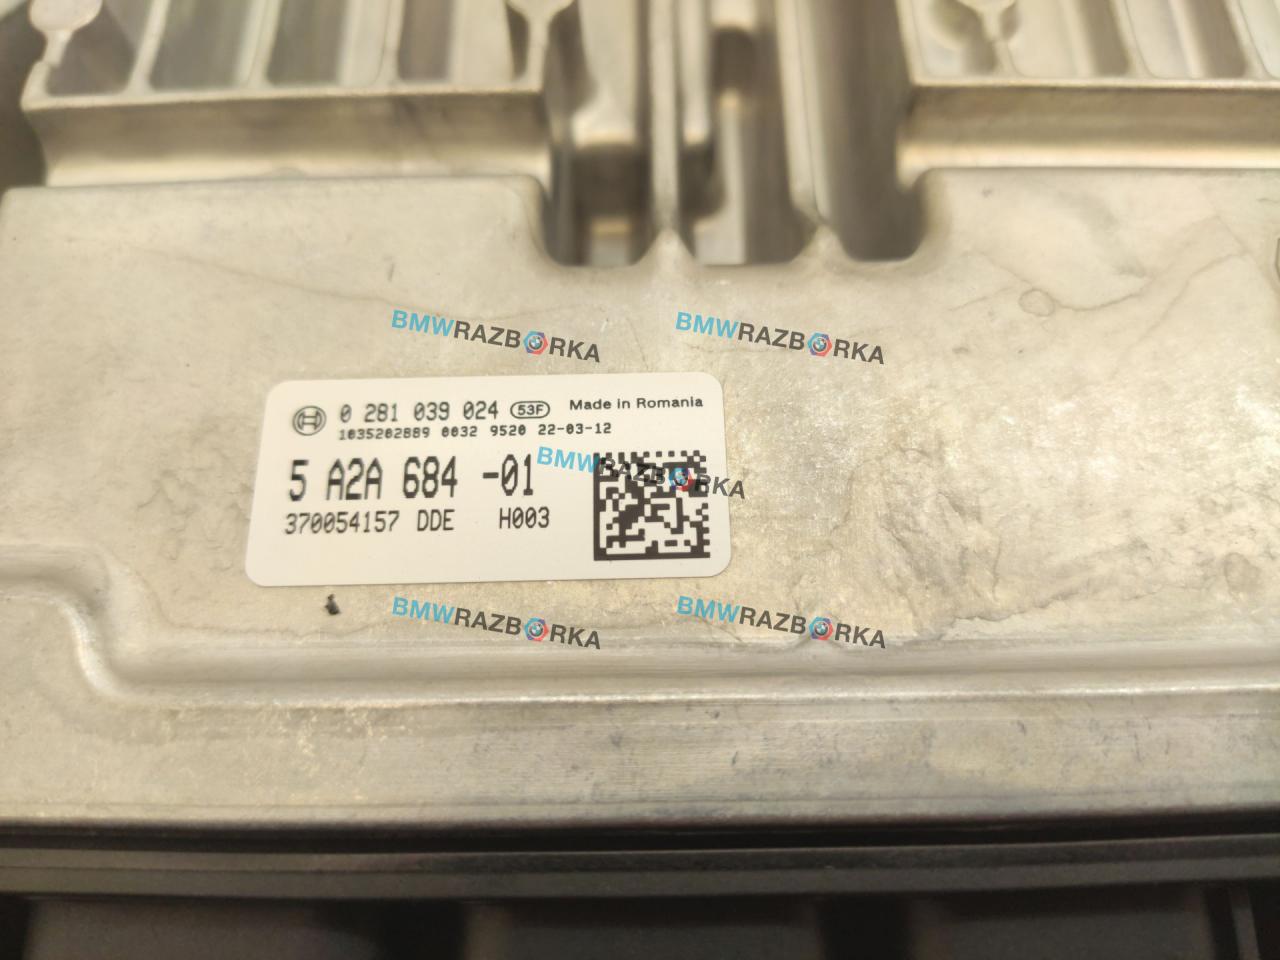 BMWRAZBORKA BMWRAZBORKA
0 281 039 024 53F Made in Romania
1035202889 0032 9520 22-03-12
BMWRAZBORKA
5 A2A 684 -01
370054157 DDE H003
BMWRAZBORKA BMWRAZBORKA